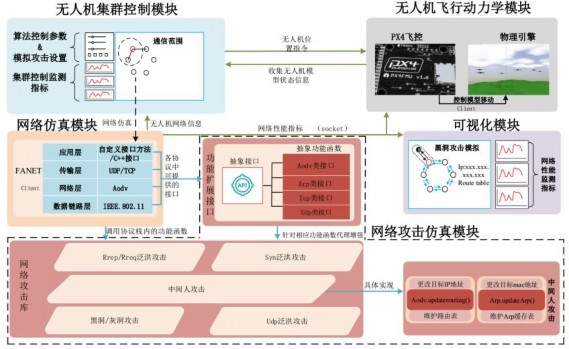 无人机集群控制模块
算法控制参数
&
模拟攻击设置
集群控制监测
指标
通信范围
无人机位
置指令
收集无人机模
型状态信息
无人机飞行动力学模块
PX4飞控
物理引擎
控制模型移动
Client
网络仿真
无人机网络信息
网络性能指标 （socket）
网络仿真模块
FANET
Client
应用层
自定义接口方法
/C++接口
传输层
UDP/TCP
网络层
Aodv
数据链路层
IEEE.802.11
各协
议中
可提
供的
接口
功能扩展接口
抽象接口
API
抽象功能函数
Aodv类接口
Arp类接口
Tcp类接口
Udp类接口
可视化模块
黑洞攻击模拟
Ip:xxx.xxx.
xxx.xxx
Route table
网络性能监测指标
调用协议栈内的功能函数
针对相应功能函数代理增强
网络攻击仿真模块
网络攻击库
Rrep/Rreq泛洪攻击
Syn泛洪攻击
中间人攻击
黑洞/灰洞攻击
Udp泛洪攻击
具体实现
更改目标IP地址
Aodv.updaterouting()
维护路由表
更改目标mac地址
Arp.updateArp()
维护Arp缓存表
中间人攻击